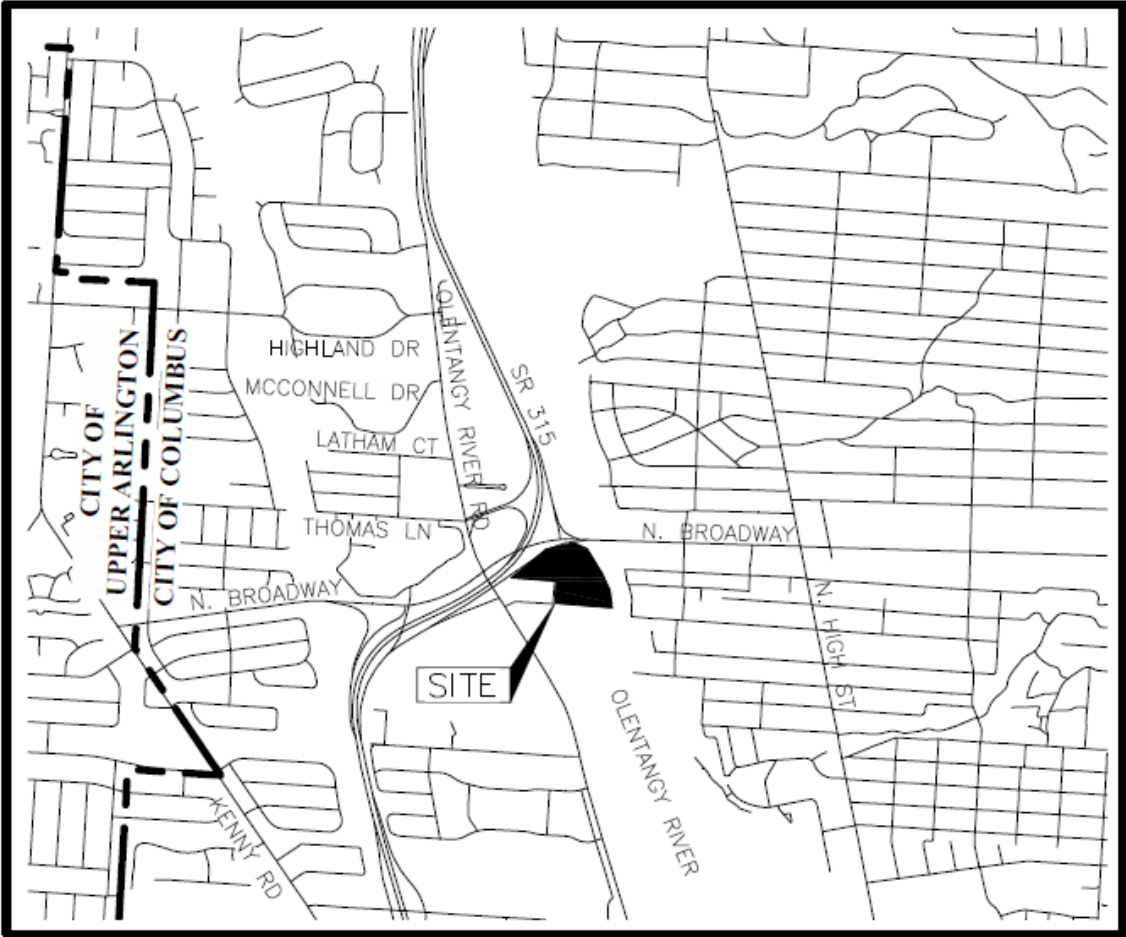 HIGHLAND DR
MCCONNELL DR
LATHAM CT
THOMAS LN
N. BROADWAY
OLENTANGY RIVER RD
SR 315
N. BROADWAY
CITY OF
UPPER ARLINGTON
CITY OF COLUMBUS
SITE
N HIGH ST
OLENTANGY RIVER
KENNY RD